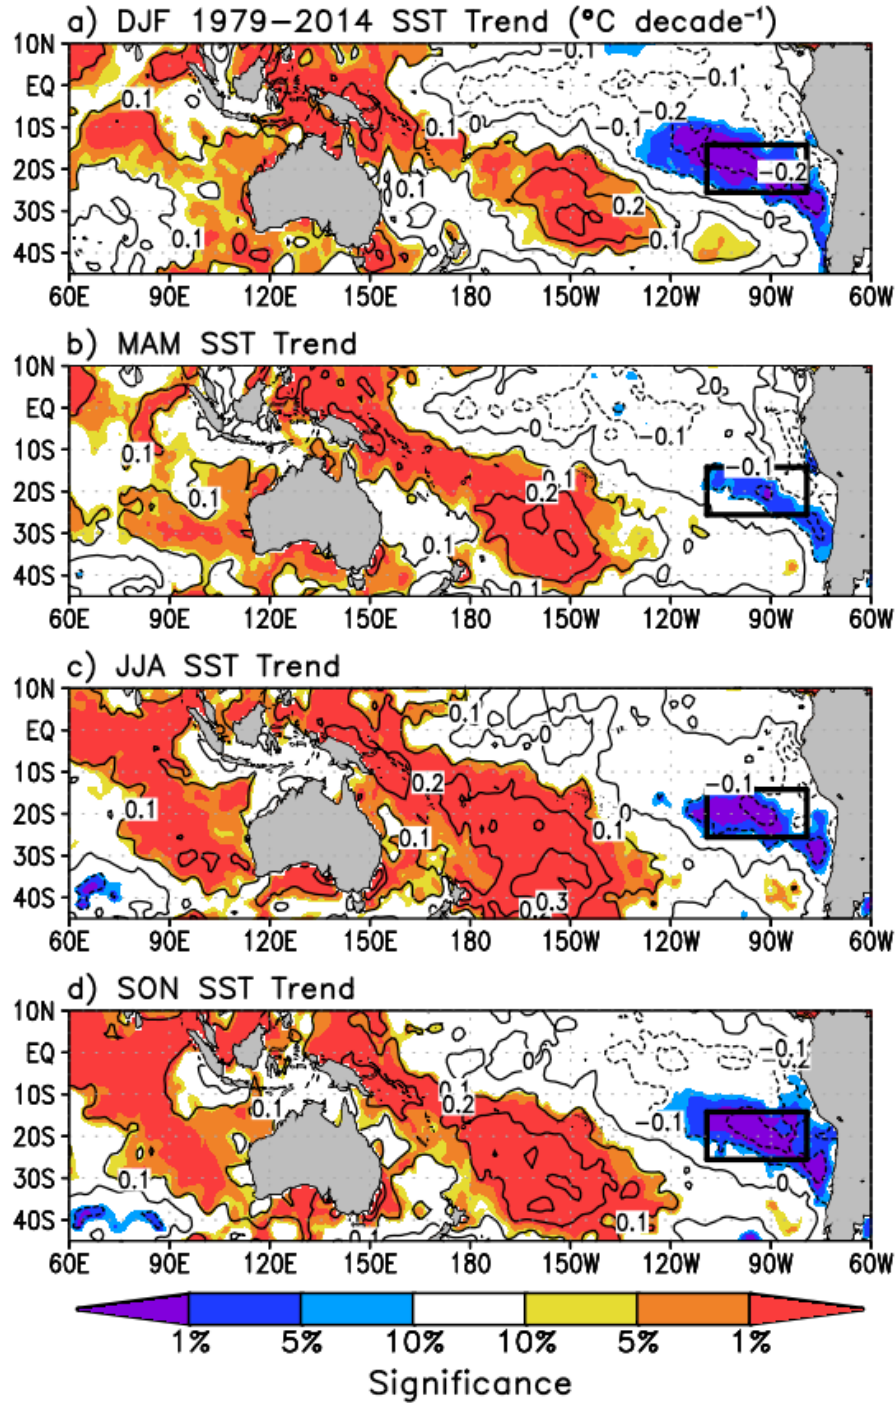 a) DJF 1979−2014 SST Trend (°C decade⁻¹)
10N
EQ
10S
20S
30S
40S
60E 90E 120E 150E 180 150W 120W 90W 60W
0.1 0.1 0.1 0.1 0 0.2 0.1 −0.1 −0.1 −0.2 −0.1 −0.2 0
b) MAM SST Trend
10N
EQ
10S
20S
30S
40S
60E 90E 120E 150E 180 150W 120W 90W 60W
0.1 0.1 0.1 0.2 0 −0.1 0 −0.1 0
c) JJA SST Trend
10N
EQ
10S
20S
30S
40S
60E 90E 120E 150E 180 150W 120W 90W 60W
0.1 0.1 0 0.2 0.1 0.1 0 0.3 −0.1
d) SON SST Trend
10N
EQ
10S
20S
30S
40S
60E 90E 120E 150E 180 150W 120W 90W 60W
0.1 0.1 0.1 0.2 0 0.1 −0.1 −0.1 0
1% 5% 10% 10% 5% 1%
Significance